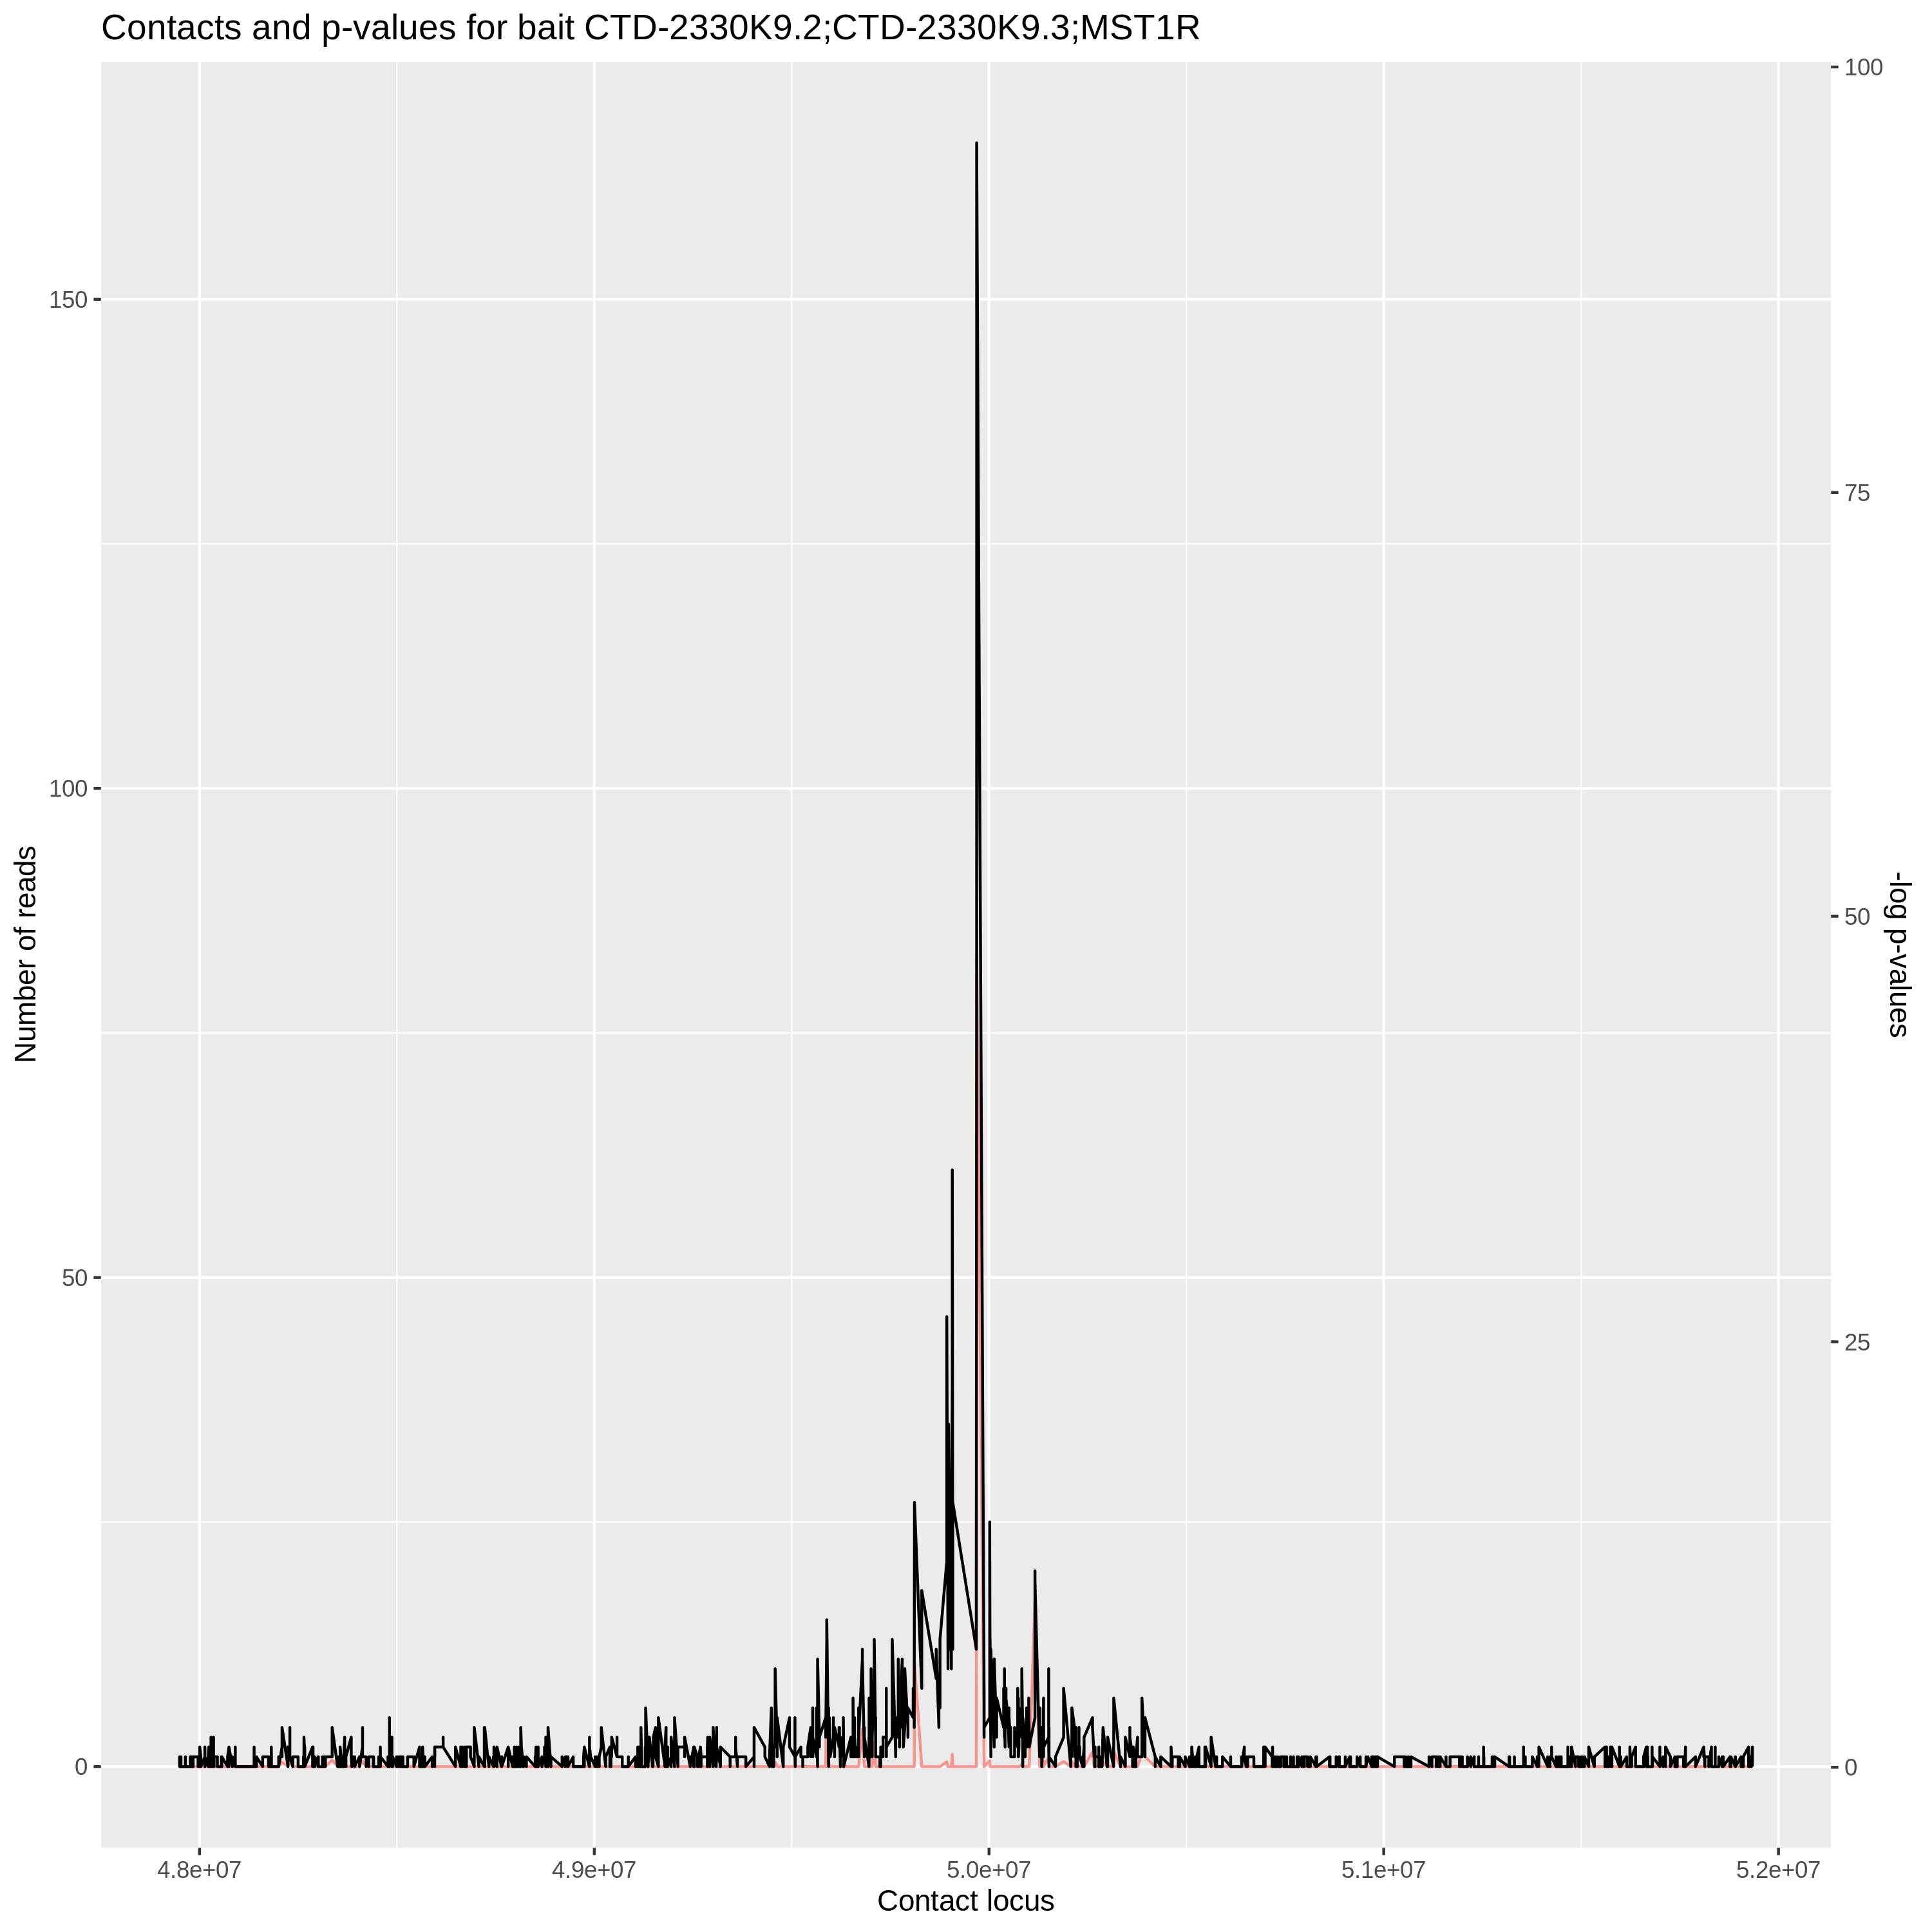 Contacts and p-values for bait CTD-2330K9.2;CTD-2330K9.3;MST1R
Number of reads
150
100
50
0
100
75
50
25
0
-log p-values
4.8e+07 4.9e+07 5.0e+07 5.1e+07 5.2e+07
Contact locus